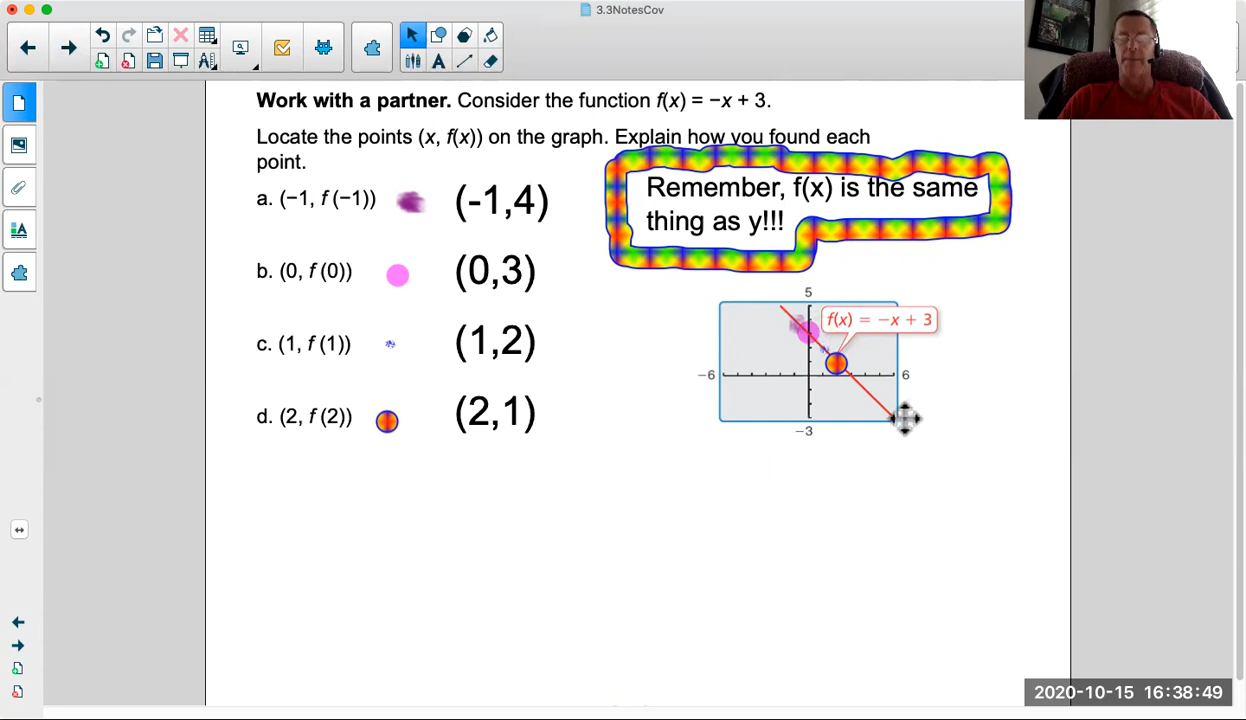 3.3NotesCov
Work with a partner. Consider the function f(x) = −x + 3.
Locate the points (x, f(x)) on the graph. Explain how you found each
point.
Remember, f(x) is the same
thing as y!!!
a. (−1, f (−1))
(-1,4)
b. (0, f (0))
(0,3)
c. (1, f (1))
(1,2)
d. (2, f (2))
(2,1)
5
f(x) = −x + 3
−6
6
−3
2020-10-15 16:38:49